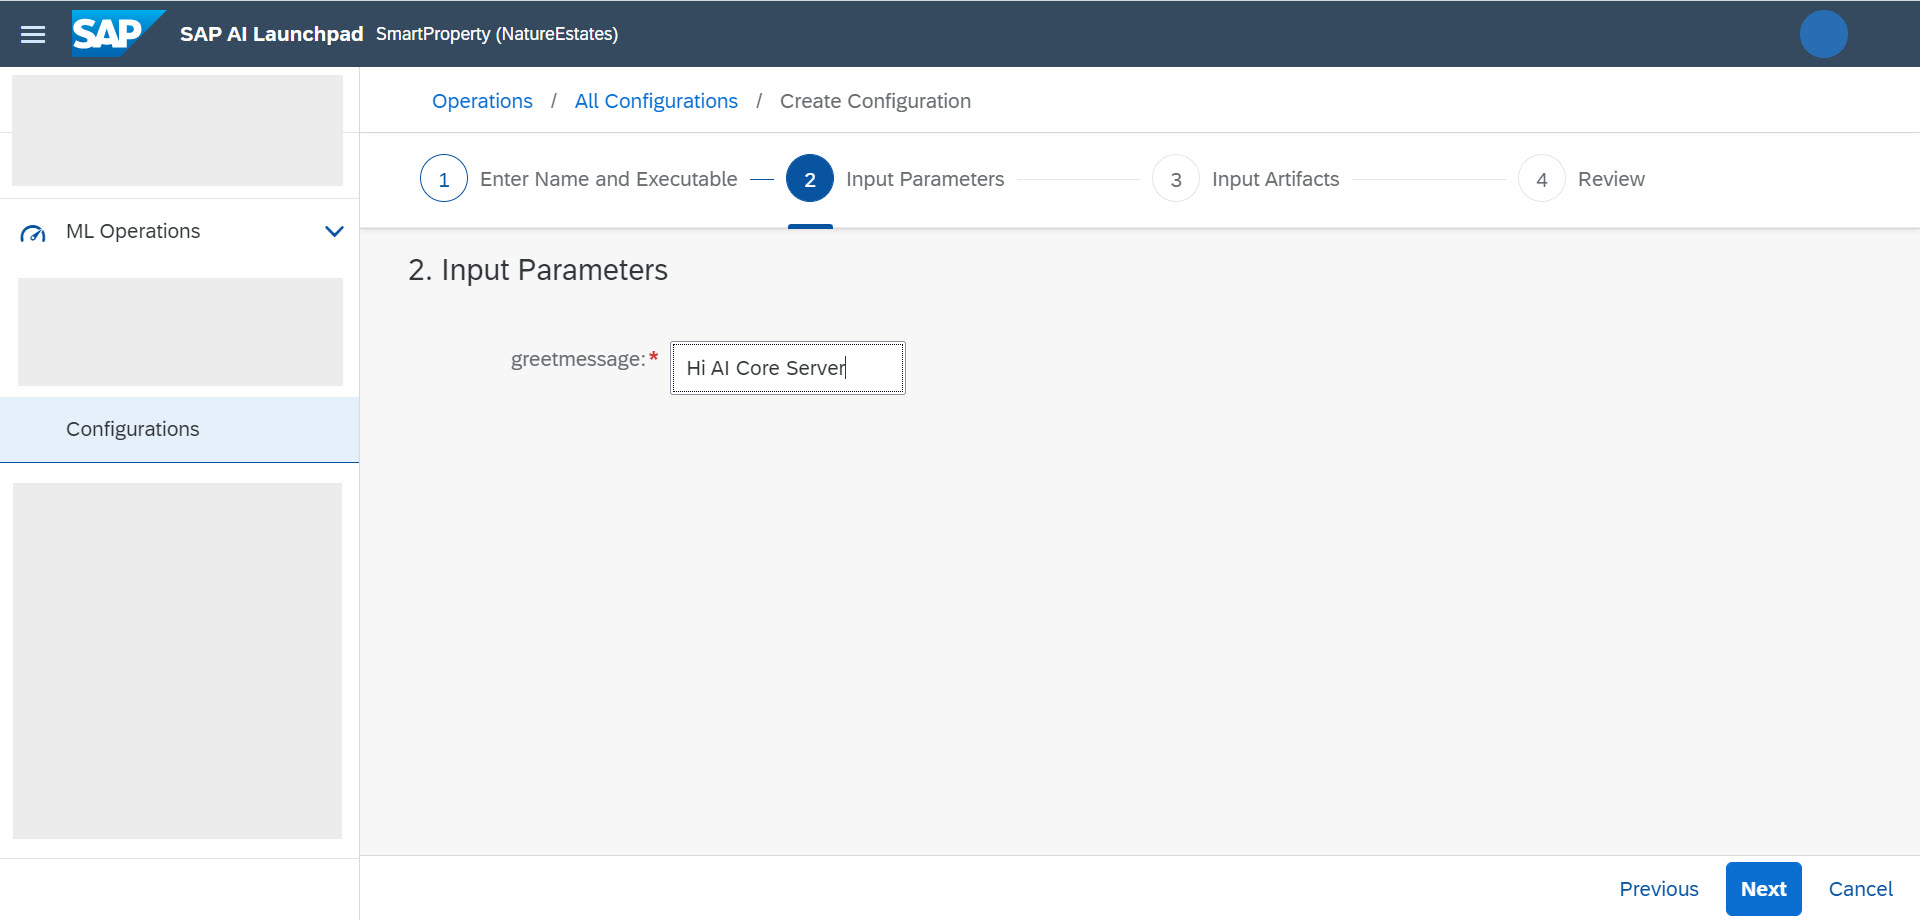 SAP SAP AI Launchpad SmartProperty (NatureEstates)
Operations / All Configurations / Create Configuration
1 Enter Name and Executable 2 Input Parameters 3 Input Artifacts 4 Review
ML Operations
Configurations
2. Input Parameters
greetmessage:* Hi AI Core Server
Previous Next Cancel